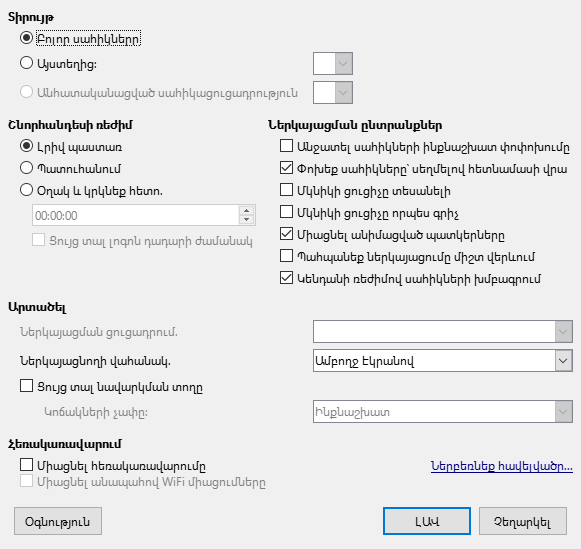 Տիրույթ
Բոլոր սահիկները
Այստեղից:
Անհատականացված սահիկացուցադրություն
Շնորհանդեսի ռեժիմ
Լրիվ պաստառ
Պատուհանում
Օղակ և կրկնեք հետո.
00:00:00
Ցույց տալ լոգոն դադարի ժամանակ
Ներկայացման ընտրանքներ
Անջատել սահիկների ինքնաշխատ փոփոխումը
Փոխեք սահիկները՝ սեղմելով հետնամասի վրա
Մկնիկի ցուցիչը տեսանելի
Մկնիկի ցուցիչը որպես գրիչ
Միացնել անիմացված պատկերները
Պահպանեք ներկայացումը միշտ վերևում
Կենդանի ռեժիմով սահիկների խմբագրում
Արտածել
Ներկայացման ցուցադրում.
Ներկայացնողի վահանակ.
Ամբողջ էկրանով
Ցույց տալ նավարկման տողը
Կոճակների չափը:
Ինքնաշխատ
Հեռակառավարում
Միացնել հեռակառավարումը
Ներբեռնեք հավելվածը...
Միացնել անապահով WiFi միացումները
Օգնություն
ԼԱՎ
Չեղարկել